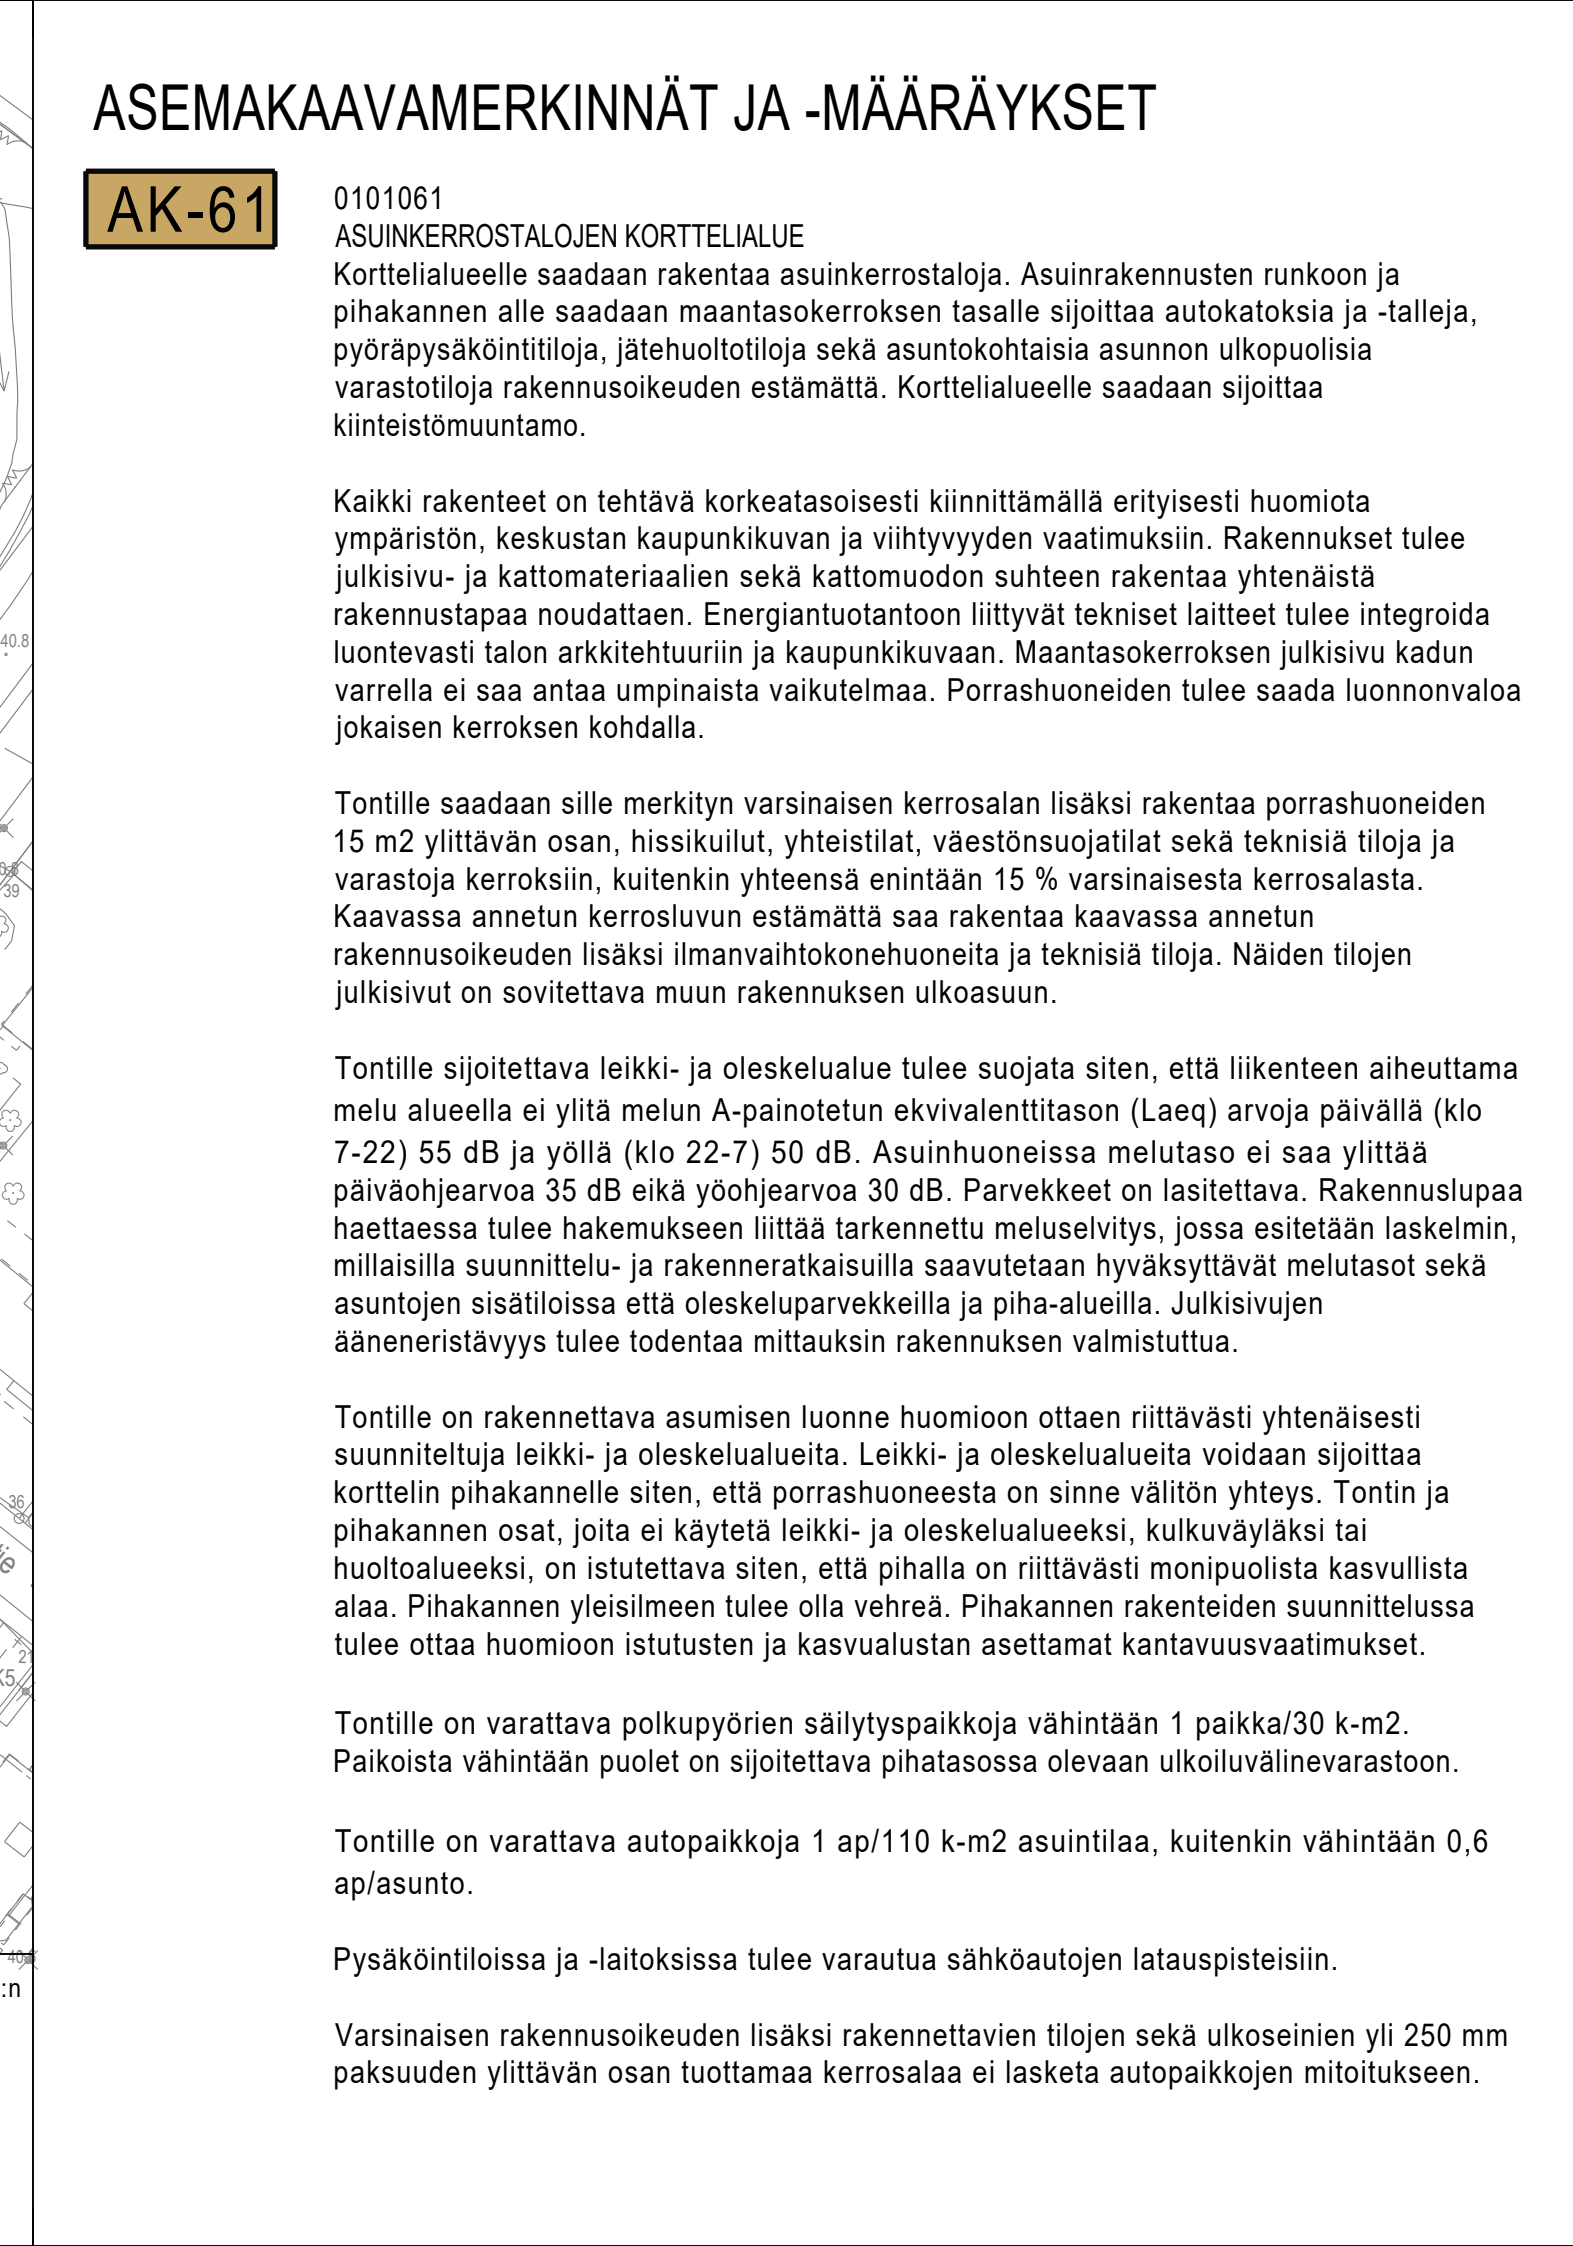 ASEMAKAAVAMERKINNÄT JA -MÄÄRÄYKSET
AK-61
0101061
ASUINKERROSTALOJEN KORTTELIALUE
Korttelialueelle saadaan rakentaa asuinkerrostaloja. Asuinrakennusten runkoon ja
pihakannen alle saadaan maantasokerroksen tasalle sijoittaa autokatoksia ja -talleja,
pyöräpysäköintitiloja, jätehuoltotiloja sekä asuntokohtaisia asunnon ulkopuolisia
varastotiloja rakennusoikeuden estämättä. Korttelialueelle saadaan sijoittaa
kiinteistömuuntamo.
Kaikki rakenteet on tehtävä korkeatasoisesti kiinnittämällä erityisesti huomiota
ympäristön, keskustan kaupunkikuvan ja viihtyvyyden vaatimuksiin. Rakennukset tulee
julkisivu- ja kattomateriaalien sekä kattomuodon suhteen rakentaa yhtenäistä
rakennustapaa noudattaen. Energiantuotantoon liittyvät tekniset laitteet tulee integroida
luontevasti talon arkkitehtuuriin ja kaupunkikuvaan. Maantasokerroksen julkisivu kadun
varrella ei saa antaa umpinaista vaikutelmaa. Porrashuoneiden tulee saada luonnonvaloa
jokaisen kerroksen kohdalla.
Tontille saadaan sille merkityn varsinaisen kerrosalan lisäksi rakentaa porrashuoneiden
15 m2 ylittävän osan, hissikuilut, yhteistilat, väestönsuojatilat sekä teknisiä tiloja ja
varastoja kerroksiin, kuitenkin yhteensä enintään 15 % varsinaisesta kerrosalasta.
Kaavassa annetun kerrosluvun estämättä saa rakentaa kaavassa annetun
rakennusoikeuden lisäksi ilmanvaihtokonehuoneita ja teknisiä tiloja. Näiden tilojen
julkisivut on sovitettava muun rakennuksen ulkoasuun.
Tontille sijoitettava leikki- ja oleskelualue tulee suojata siten, että liikenteen aiheuttama
melu alueella ei ylitä melun A-painotetun ekvivalenttitason (Laeq) arvoja päivällä (klo
7-22) 55 dB ja yöllä (klo 22-7) 50 dB. Asuinhuoneissa melutaso ei saa ylittää
päiväohjearvoa 35 dB eikä yöohjearvoa 30 dB. Parvekkeet on lasitettava. Rakennuslupaa
haettaessa tulee hakemukseen liittää tarkennettu meluselvitys, jossa esitetään laskelmin,
millaisilla suunnittelu- ja rakenneratkaisuilla saavutetaan hyväksyttävät melutasot sekä
asuntojen sisätiloissa että oleskeluparvekkeilla ja piha-alueilla. Julkisivujen
ääneneristävyys tulee todentaa mittauksin rakennuksen valmistuttua.
Tontille on rakennettava asumisen luonne huomioon ottaen riittävästi yhtenäisesti
suunniteltuja leikki- ja oleskelualueita. Leikki- ja oleskelualueita voidaan sijoittaa
korttelin pihakannelle siten, että porrashuoneesta on sinne välitön yhteys. Tontin ja
pihakannen osat, joita ei käytetä leikki- ja oleskelualueeksi, kulkuväyläksi tai
huoltoalueeksi, on istutettava siten, että pihalla on riittävästi monipuolista kasvullista
alaa. Pihakannen yleisilmeen tulee olla vehreä. Pihakannen rakenteiden suunnittelussa
tulee ottaa huomioon istutusten ja kasvualustan asettamat kantavuusvaatimukset.
Tontille on varattava polkupyörien säilytyspaikkoja vähintään 1 paikka/30 k-m2.
Paikoista vähintään puolet on sijoitettava pihatasossa olevaan ulkoiluvälinevarastoon.
Tontille on varattava autopaikkoja 1 ap/110 k-m2 asuintilaa, kuitenkin vähintään 0,6
ap/asunto.
Pysäköintiloissa ja -laitoksissa tulee varautua sähköautojen latauspisteisiin.
Varsinaisen rakennusoikeuden lisäksi rakennettavien tilojen sekä ulkoseinien yli 250 mm
paksuuden ylittävän osan tuottamaa kerrosalaa ei lasketa autopaikkojen mitoitukseen.
40.8
39
36
21
:n